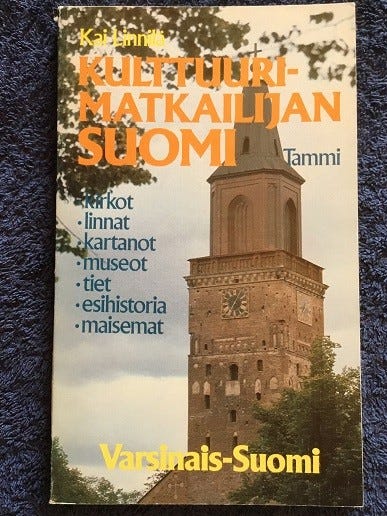 Kai Linnilä
KULTTUURI-
MATKAILIJAN
SUOMI
Tammi
• kirkot
• linnat
• kartanot
• museot
• tiet
• esihistoria
• maisemat
Varsinais-Suomi